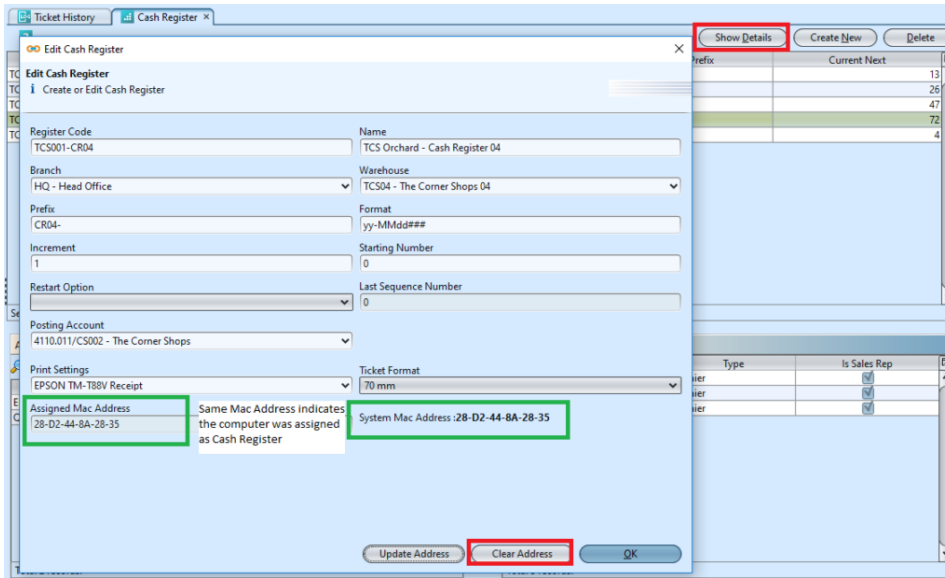 Ticket History
Cash Register ×
Show Details
Create New
Delete
Prefix
Current Next
13
26
47
72
4
Edit Cash Register
Edit Cash Register
i Create or Edit Cash Register
Register Code
Name
TCS001-CR04
TCS Orchard - Cash Register 04
Branch
Warehouse
HQ - Head Office
TCS04 - The Corner Shops 04
Prefix
Format
CR04-
yy-MMdd###
Increment
Starting Number
1
0
Restart Option
Last Sequence Number
0
Posting Account
4110.011/CS002 - The Corner Shops
Print Settings
Ticket Format
EPSON TM-T88V Receipt
70 mm
Assigned Mac Address
28-D2-44-8A-28-35
Same Mac Address indicates
the computer was assigned
as Cash Register
System Mac Address :28-D2-44-8A-28-35
Update Address
Clear Address
OK
Type
Is Sales Rep